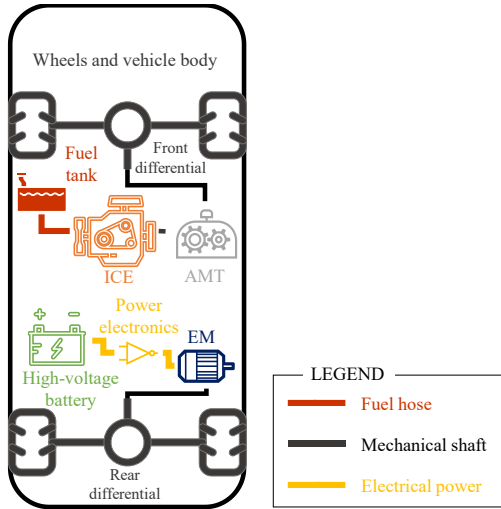 Wheels and vehicle body
Fuel
tank
Front
differential
ICE
AMT
+ -
Power
electronics
EM
High-voltage
battery
Rear
differential
LEGEND
Fuel hose
Mechanical shaft
Electrical power